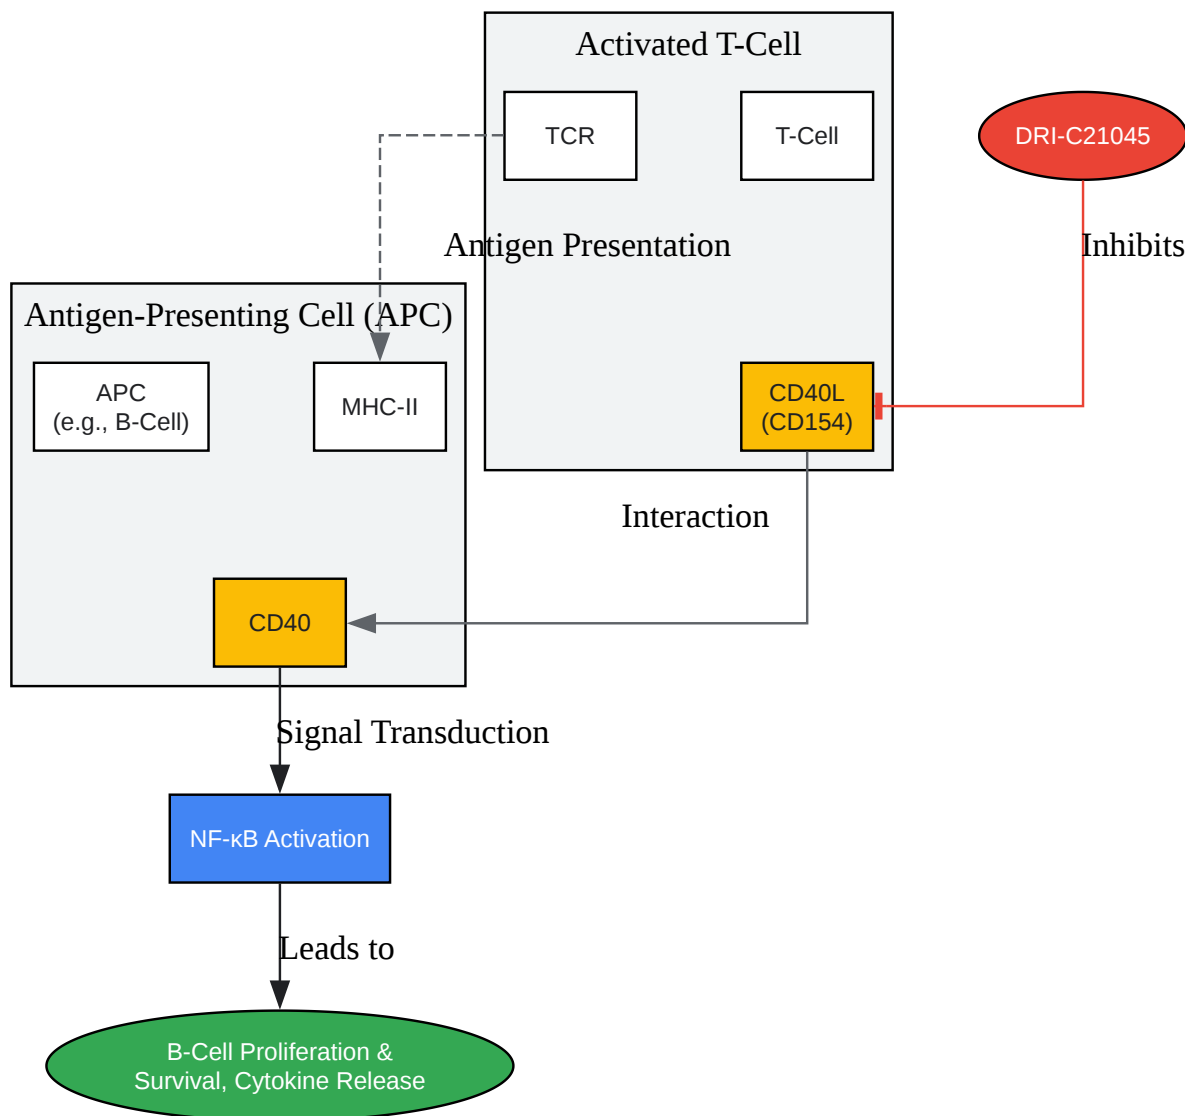 Activated T-Cell
TCR
T-Cell
DRI-C21045
Antigen Presentation
Inhibits
Antigen-Presenting Cell (APC)
APC
(e.g., B-Cell)
MHC-II
CD40L
(CD154)
Interaction
CD40
Signal Transduction
NF-κB Activation
Leads to
B-Cell Proliferation &
Survival, Cytokine Release